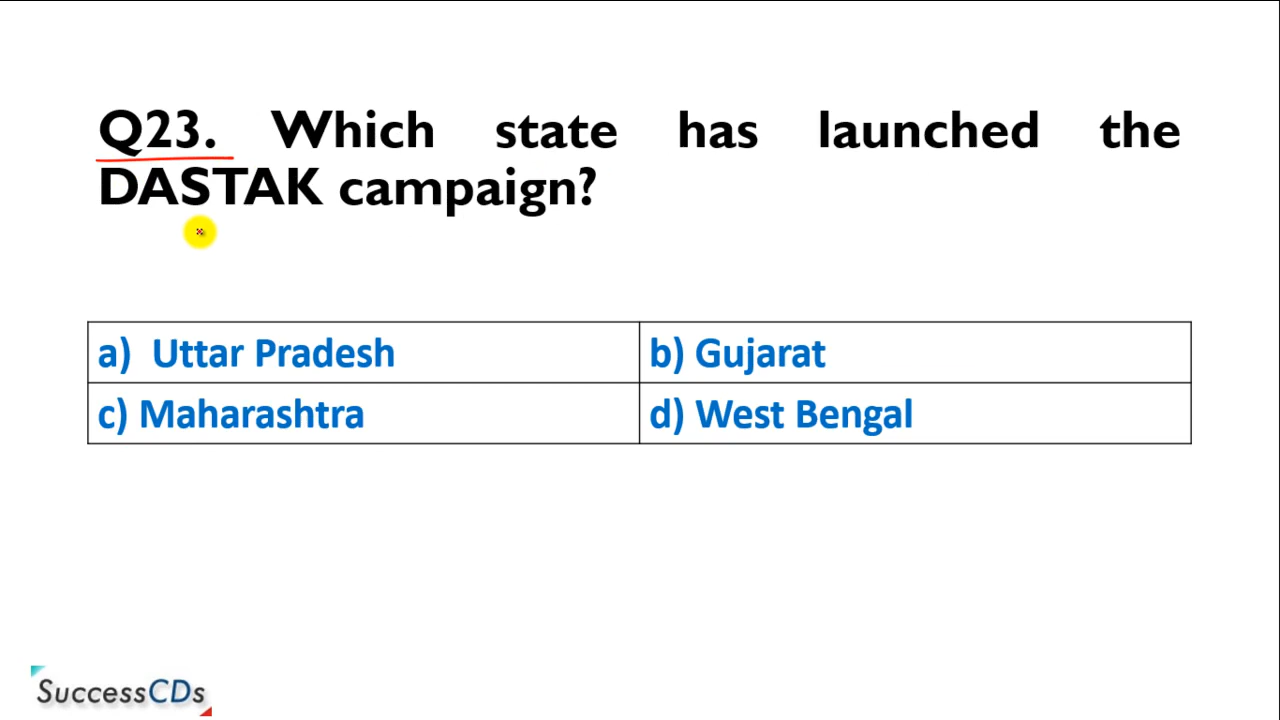 Q23. Which state has launched the
DASTAK campaign?
a) Uttar Pradesh
b) Gujarat
c) Maharashtra
d) West Bengal
SuccessCDs